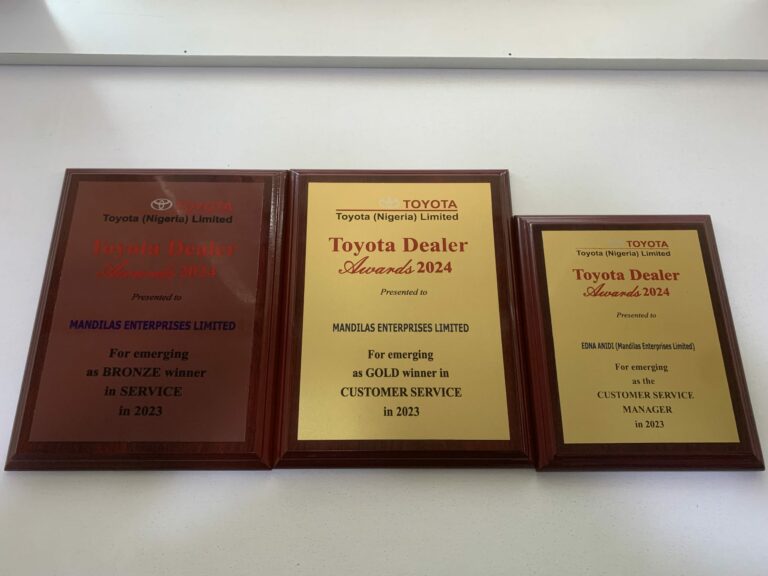 TOYOTA
Toyota (Nigeria) Limited
Toyota Dealer
Awards 2024
Presented to
MANDILAS ENTERPRISES LIMITED
For emerging
as BRONZE winner
in SERVICE
in 2023
TOYOTA
Toyota (Nigeria) Limited
Toyota Dealer
Awards 2024
Presented to
MANDILAS ENTERPRISES LIMITED
For emerging
as GOLD winner in
CUSTOMER SERVICE
in 2023
TOYOTA
Toyota (Nigeria) Limited
Toyota Dealer
Awards 2024
Presented to
EDNA ANIDI (Mandilas Enterprises Limited)
For emerging
as the
CUSTOMER SERVICE
MANAGER
in 2023